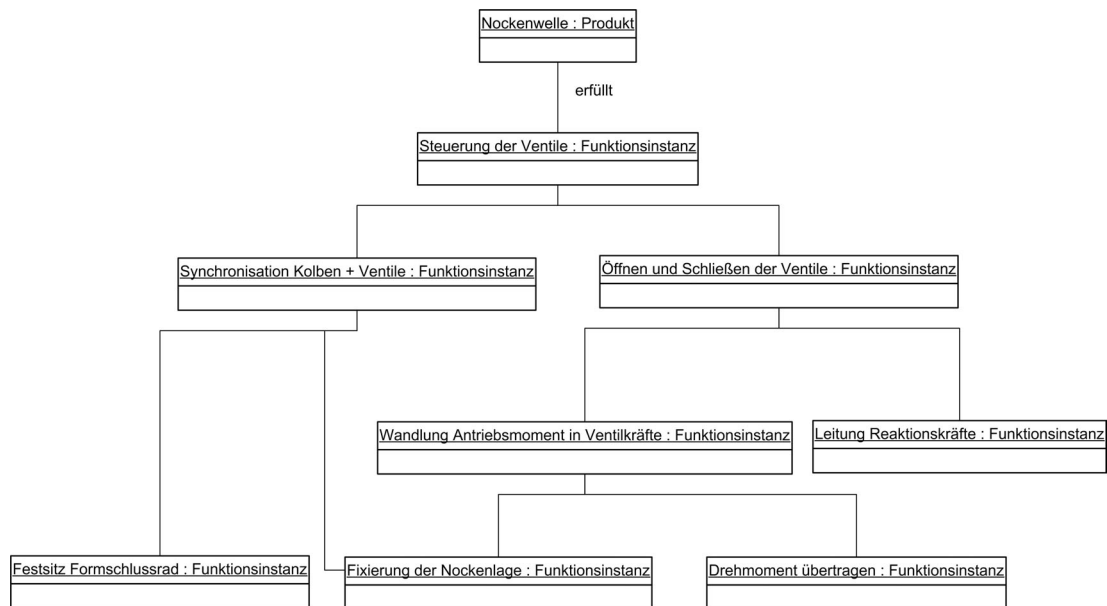 Nockenwelle : Produkt
erfüllt
Steuerung der Ventile : Funktionsinstanz
Synchronisation Kolben + Ventile : Funktionsinstanz
Öffnen und Schließen der Ventile : Funktionsinstanz
Wandlung Antriebsmoment in Ventilkräfte : Funktionsinstanz
Leitung Reaktionskräfte : Funktionsinstanz
Festsitz Formschlussrad : Funktionsinstanz
Fixierung der Nockenlage : Funktionsinstanz
Drehmoment übertragen : Funktionsinstanz